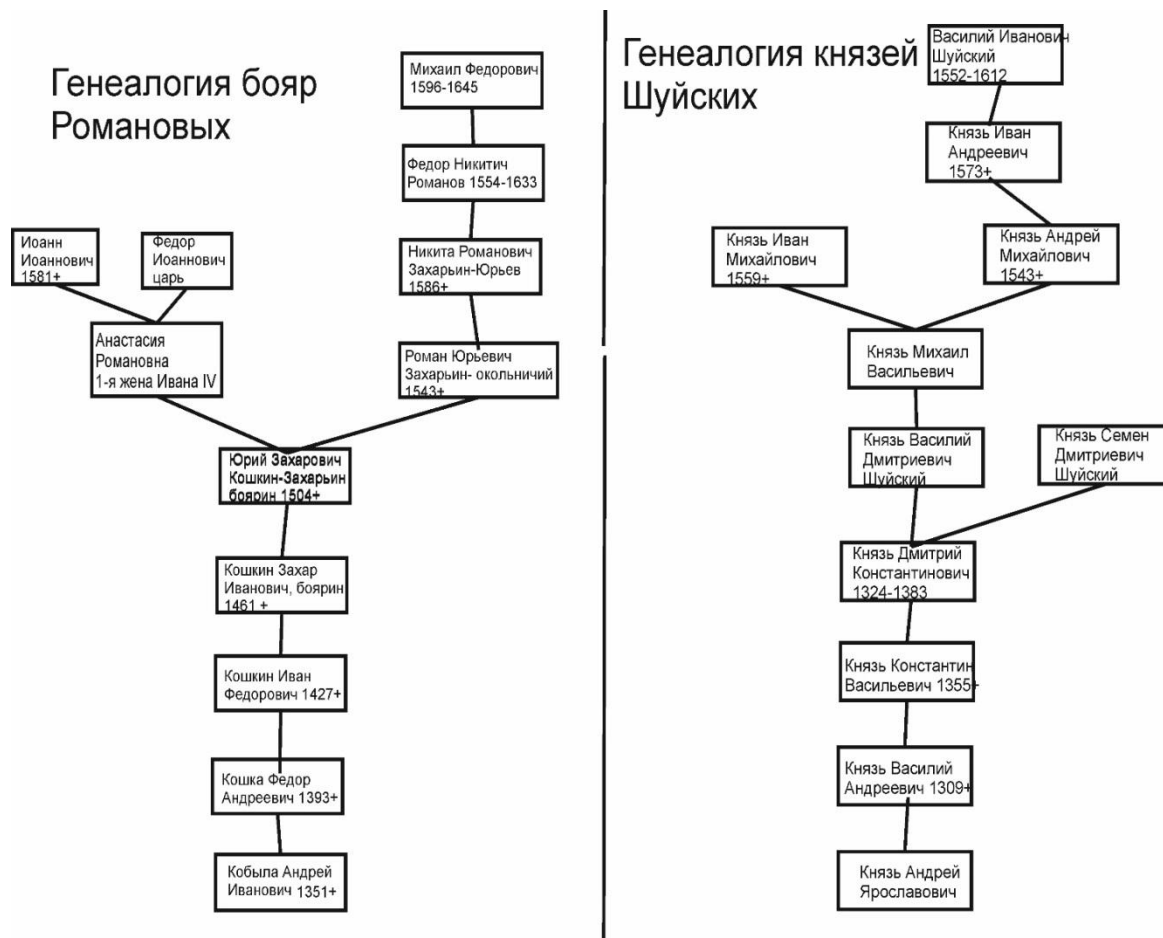 Генеалогия бояр
Романовых
Михаил Федорович
1596-1645
Федор Никитич
Романов 1554-1633
Иоанн
Иоаннович
1581+
Федор
Иоаннович
царь
Никита Романович
Захарьин-Юрьев
1586+
Анастасия
Романовна
1-я жена Ивана IV
Роман Юрьевич
Захарьин- окольничий
1543+
Юрий Захарович
Кошкин-Захарьин
боярин 1504+
Кошкин Захар
Иванович, боярин
1461 +
Кошкин Иван
Федорович 1427+
Кошка Федор
Андреевич 1393+
Кобыла Андрей
Иванович 1351+
Генеалогия князей
Шуйских
Василий Иванович
Шуйский
1552-1612
Князь Иван
Андреевич
1573+
Князь Иван
Михайлович
1559+
Князь Андрей
Михайлович
1543+
Князь Михаил
Васильевич
Князь Василий
Дмитриевич
Шуйский
Князь Семен
Дмитриевич
Шуйский
Князь Дмитрий
Константинович
1324-1383
Князь Константин
Васильевич 1355+
Князь Василий
Андреевич 1309+
Князь Андрей
Ярославович